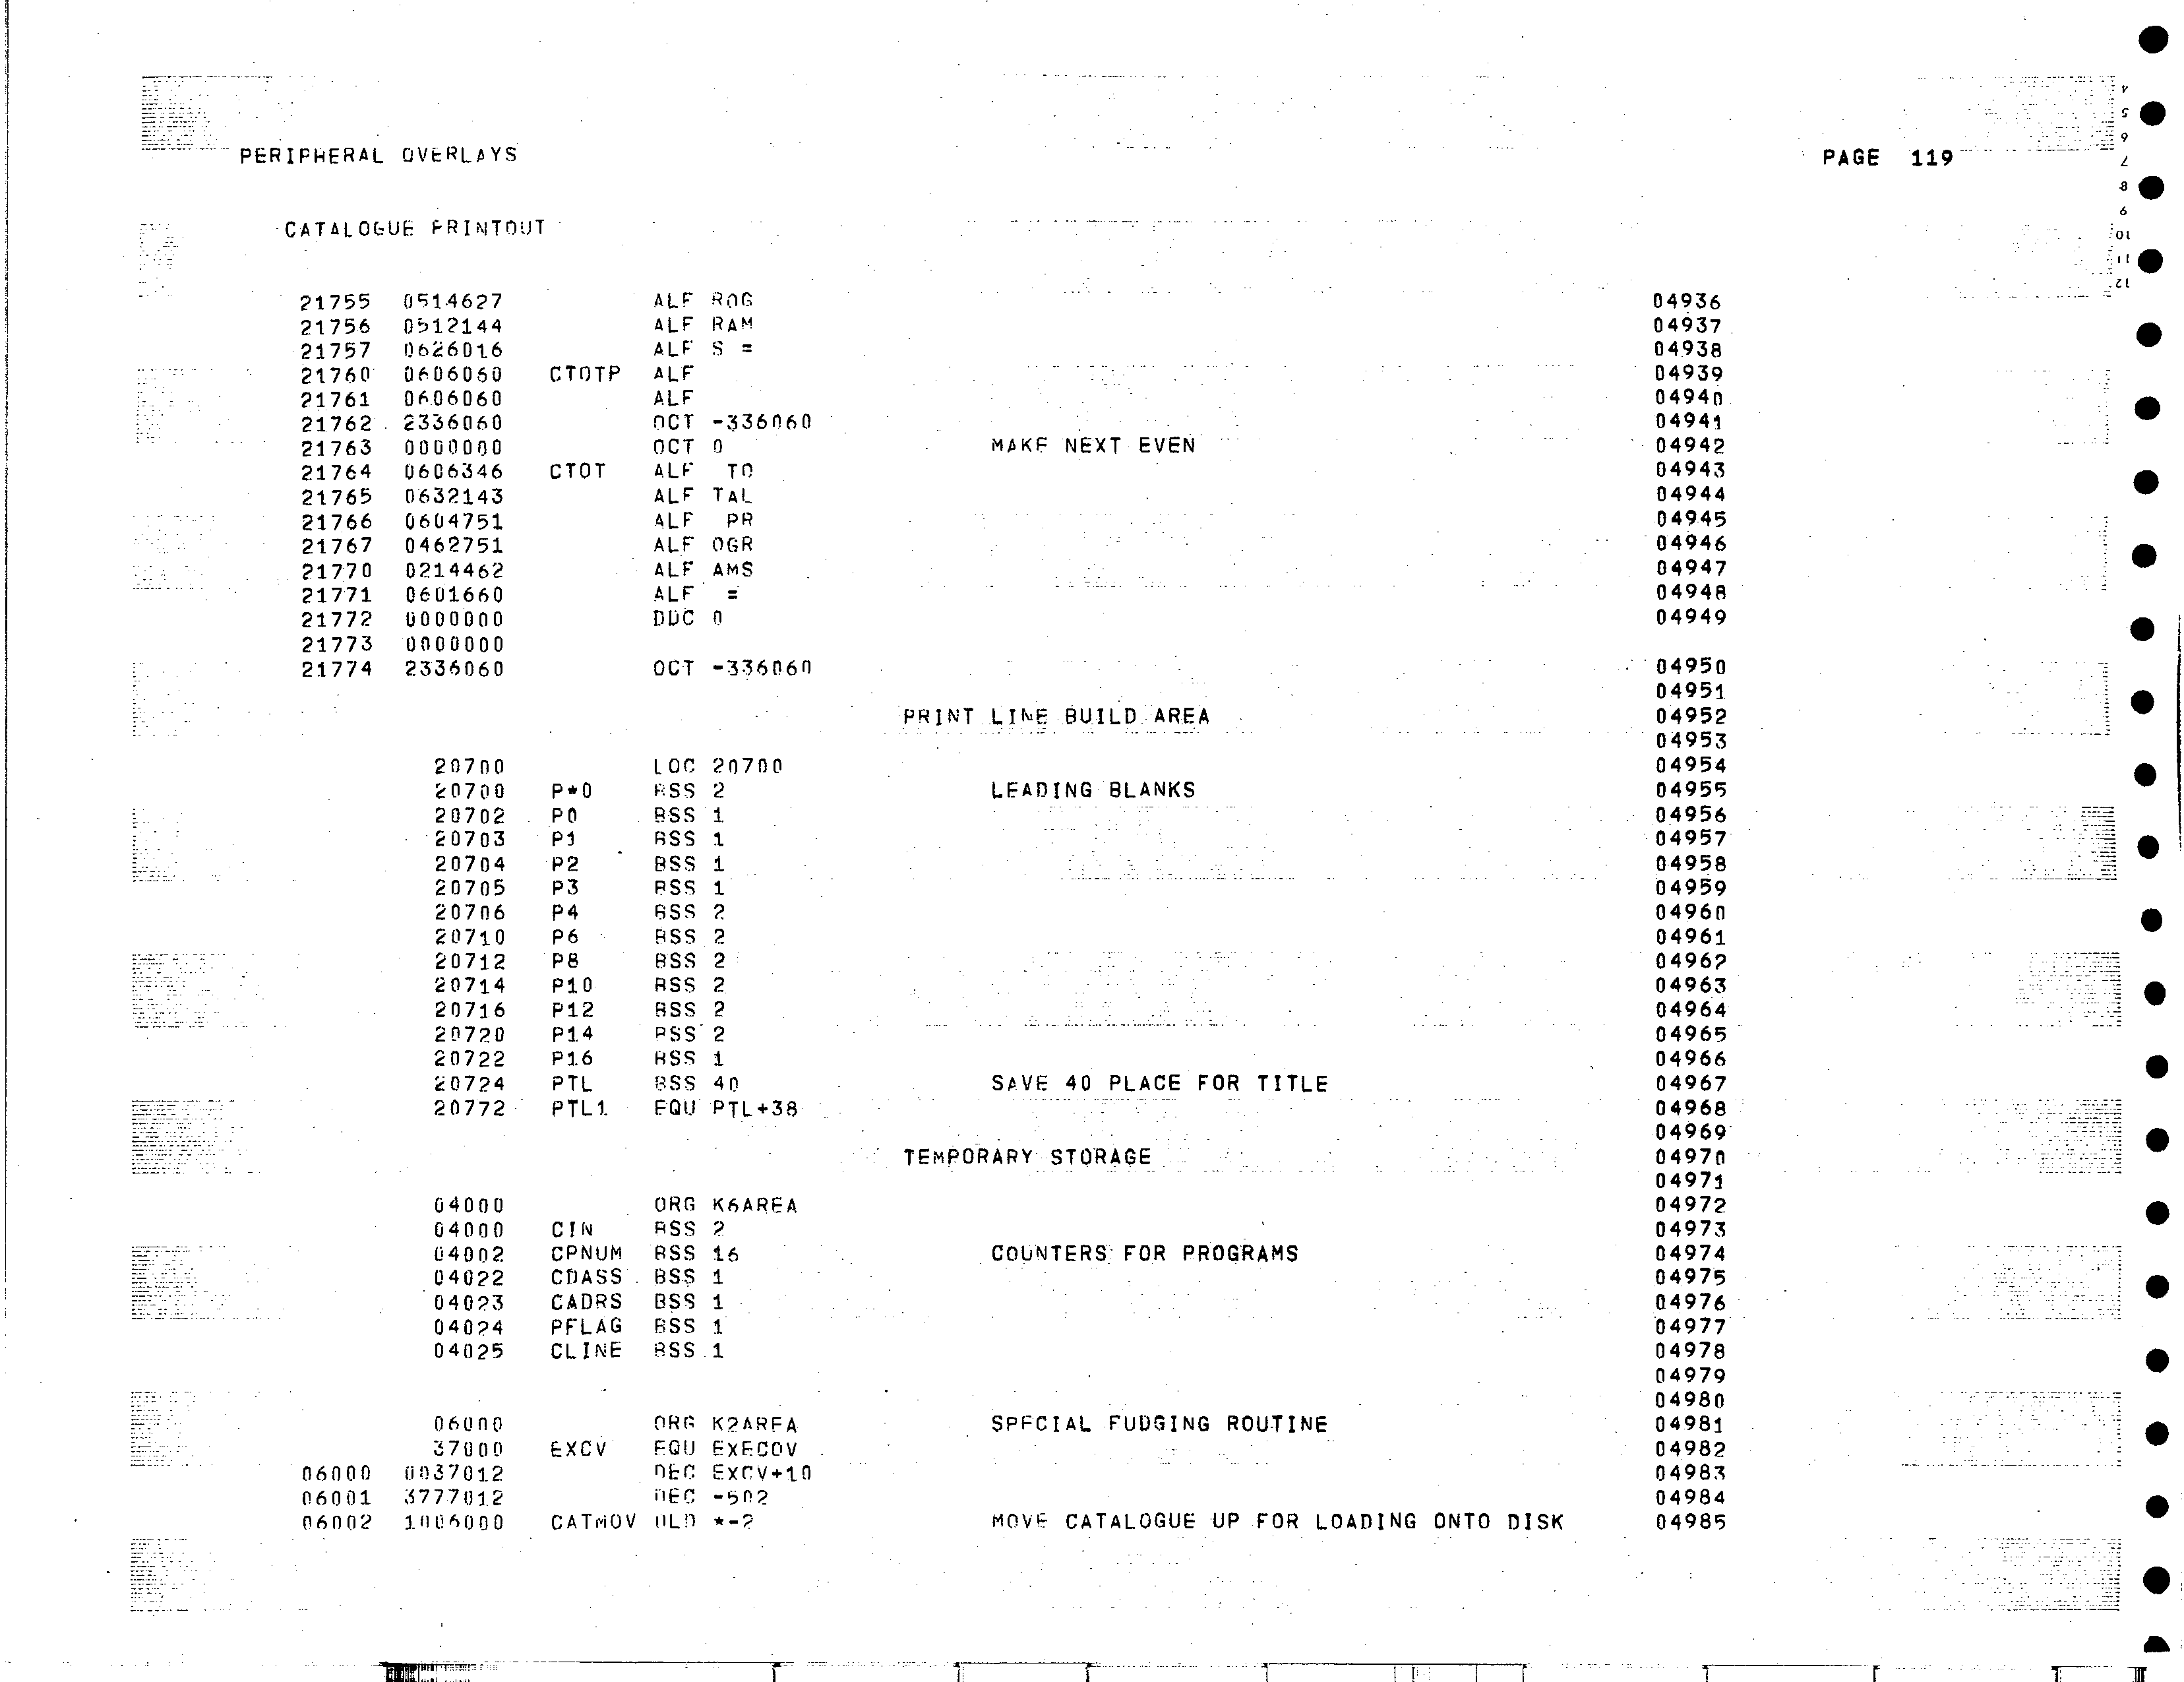 PERIPHERAL OVERLAYS PAGE 119
CATALOGUE PRINTOUT
21755 0514627 ALF ROG 04936
21756 0512144 ALF RAM 04937
21757 0626016 ALF S = 04938
21760 0606060 CTOTP ALF 04939
21761 0606060 ALF 04940
21762 2336060 OCT -336060 04941
21763 0000000 OCT 0 MAKE NEXT EVEN 04942
21764 0606346 CTOT ALF TO 04943
21765 0632143 ALF TAL 04944
21766 0604751 ALF PR 04945
21767 0462751 ALF OGR 04946
21770 0214462 ALF AMS 04947
21771 0601660 ALF = 04948
21772 0000000 DDC 0 04949
21773 0000000
21774 2336060 OCT -336060 04950
04951
PRINT LINE BUILD AREA 04952
04953
20700 LOC 20700 04954
20700 P*0 BSS 2 LEADING BLANKS 04955
20702 P0 BSS 1 04956
20703 P1 BSS 1 04957
20704 P2 BSS 1 04958
20705 P3 BSS 1 04959
20706 P4 BSS 2 04960
20710 P6 BSS 2 04961
20712 P8 BSS 2 04962
20714 P10 BSS 2 04963
20716 P12 BSS 2 04964
20720 P14 BSS 2 04965
20722 P16 BSS 1 04966
20724 PTL BSS 40 SAVE 40 PLACE FOR TITLE 04967
20772 PTL1 EQU PTL+38 04968
04969
TEMPORARY STORAGE 04970
04971
04000 ORG K6AREA 04972
04000 CIN BSS 2 04973
04002 CPNUM BSS 16 COUNTERS FOR PROGRAMS 04974
04022 CDASS BSS 1 04975
04023 CADRS BSS 1 04976
04024 PFLAG BSS 1 04977
04025 CLINE BSS 1 04978
04979
04980
06000 ORG K2AREA SPECIAL FUDGING ROUTINE 04981
37000 EXCV EQU EXECOV 04982
06000 0037012 DEC EXCV+10 04983
06001 3777012 DEC -502 04984
06002 1006000 CATMOV DLD *-2 MOVE CATALOGUE UP FOR LOADING ONTO DISK 04985
4
5
6
7
8
9
10
11
12